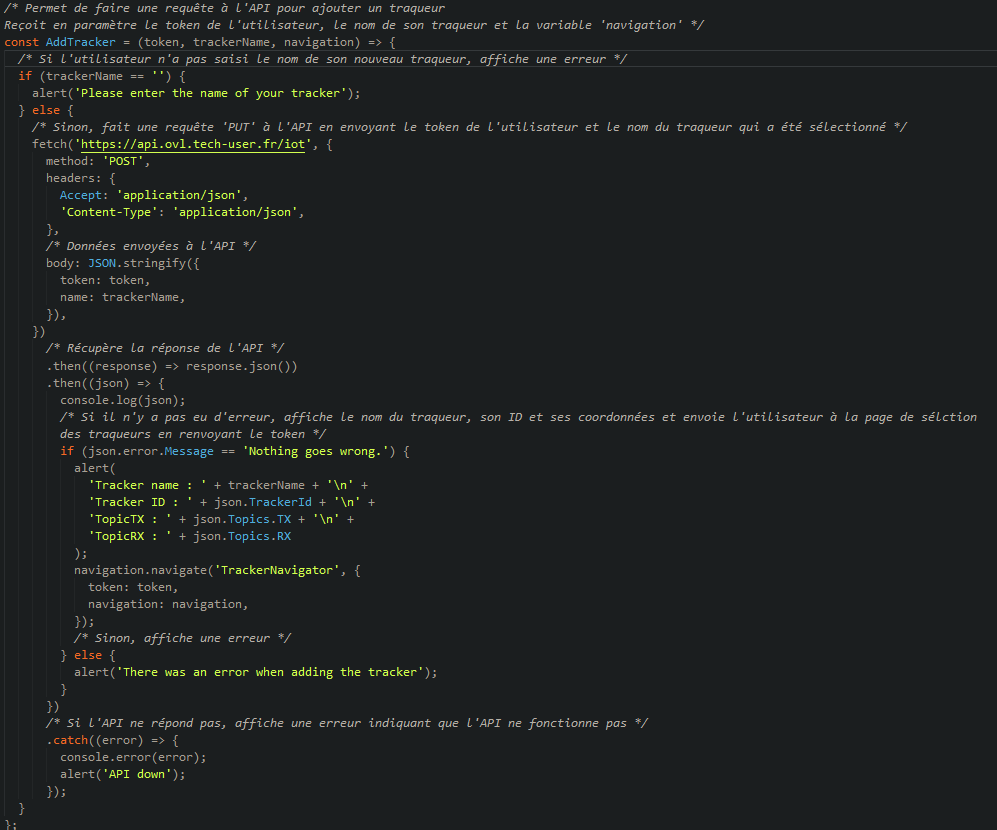 /* Permet de faire une requête à l'API pour ajouter un traqueur
Reçoit en paramètre le token de l'utilisateur, le nom de son traqueur et la variable 'navigation' */
const AddTracker = (token, trackerName, navigation) => {
  /* Si l'utilisateur n'a pas saisi le nom de son nouveau traqueur, affiche une erreur */
  if (trackerName == '') {
    alert('Please enter the name of your tracker');
  } else {
    /* Sinon, fait une requête 'PUT' à l'API en envoyant le token de l'utilisateur et le nom du traqueur qui a été sélectionné */
    fetch('https://api.ovl.tech-user.fr/iot', {
      method: 'POST',
      headers: {
        Accept: 'application/json',
        'Content-Type': 'application/json',
      },
      /* Données envoyées à l'API */
      body: JSON.stringify({
        token: token,
        name: trackerName,
      }),
    })
      /* Récupère la réponse de l'API */
      .then((response) => response.json())
      .then((json) => {
        console.log(json);
        /* Si il n'y a pas eu d'erreur, affiche le nom du traqueur, son ID et ses coordonnées et envoie l'utilisateur à la page de sélction
        des traqueurs en renvoyant le token */
        if (json.error.Message == 'Nothing goes wrong.') {
          alert(
            'Tracker name : ' + trackerName + '\n' +
            'Tracker ID : ' + json.TrackerId + '\n' +
            'TopicTX : ' + json.Topics.TX + '\n' +
            'TopicRX : ' + json.Topics.RX
          );
          navigation.navigate('TrackerNavigator', {
            token: token,
            navigation: navigation,
          });
          /* Sinon, affiche une erreur */
        } else {
          alert('There was an error when adding the tracker');
        }
      })
      /* Si l'API ne répond pas, affiche une erreur indiquant que l'API ne fonctionne pas */
      .catch((error) => {
        console.error(error);
        alert('API down');
      });
  }
};